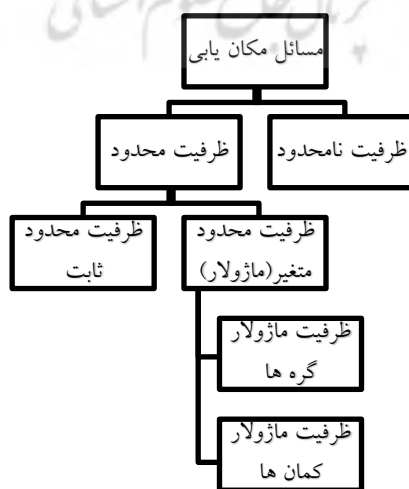 مسائل مکان یابی
ظرفیت نامحدود
ظرفیت محدود
ظرفیت محدود
متغیر(ماژولار)
ظرفیت محدود
ثابت
ظرفیت ماژولار
گره ها
ظرفیت ماژولار
کمان ها